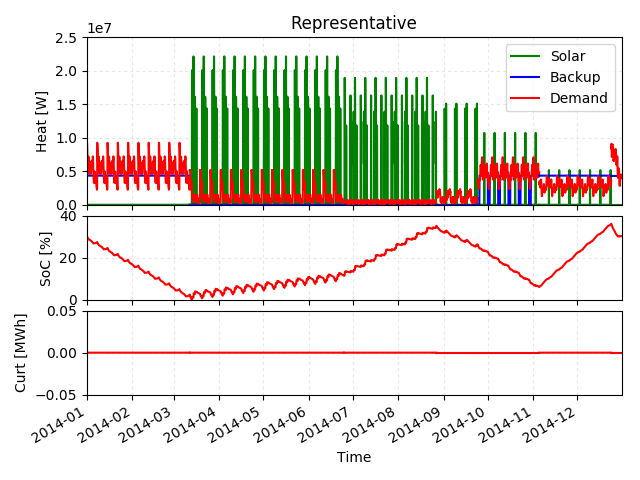 Representative
1e7
2.5
2.0
1.5
1.0
0.5
0.0
Heat [W]
Solar
Backup
Demand
40
20
0
SoC [%]
0.05
0.00
−0.05
Curt [MWh]
2014-01
2014-02
2014-03
2014-04
2014-05
2014-06
2014-07
2014-08
2014-09
2014-10
2014-11
2014-12
Time